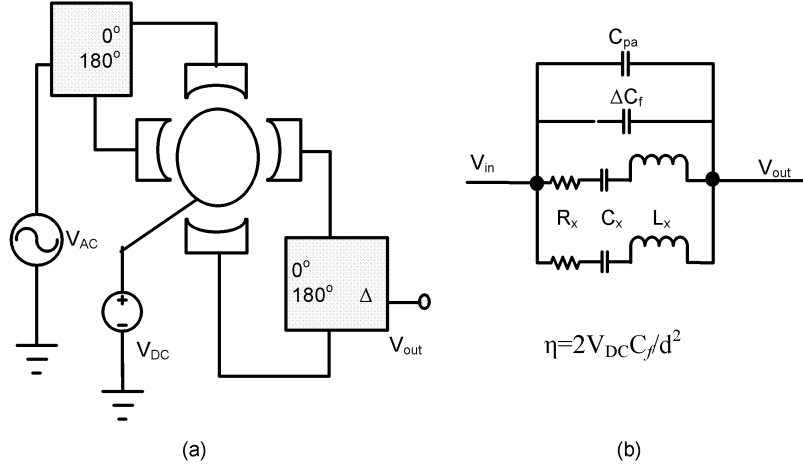 0°
180°
V_AC
V_DC
0°
180° Δ
V_out
+
−
(a)
C_pa
ΔC_f
V_in
V_out
R_x C_x L_x
η=2V_DC C_f/d²
(b)